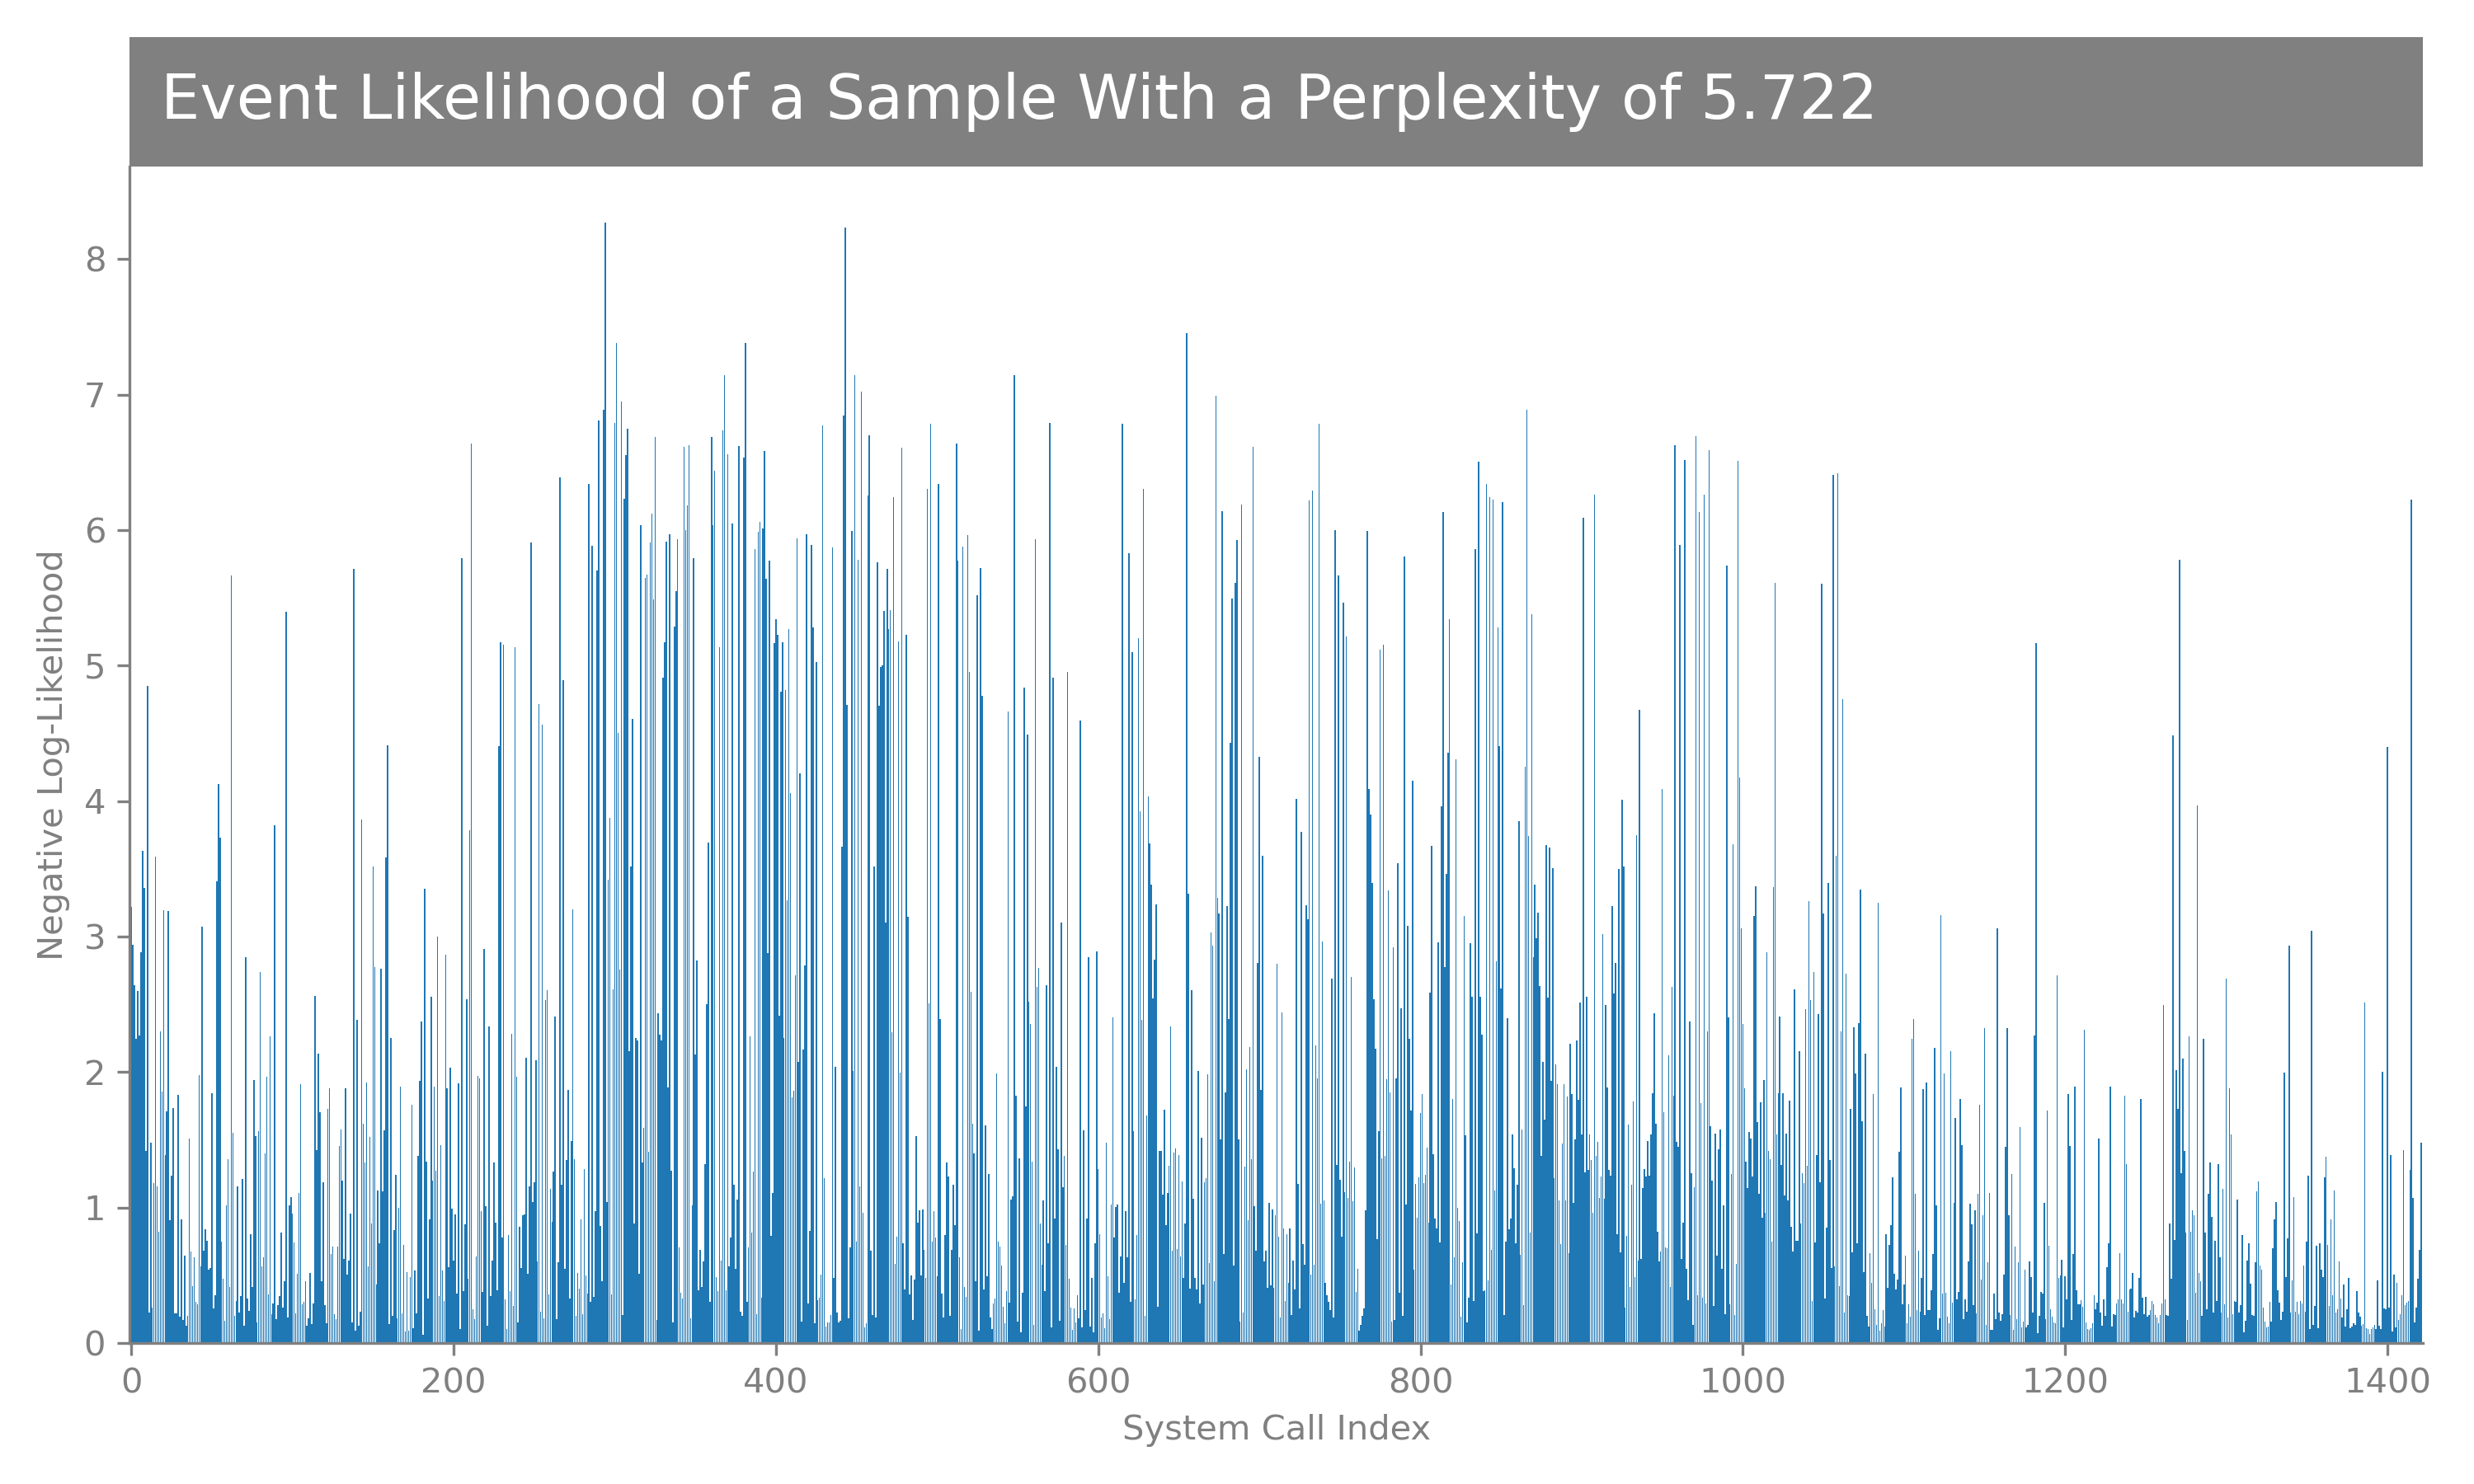 Event Likelihood of a Sample With a Perplexity of 5.722
8
7
6
5
4
3
2
1
0
Negative Log-Likelihood
0 200 400 600 800 1000 1200 1400
System Call Index